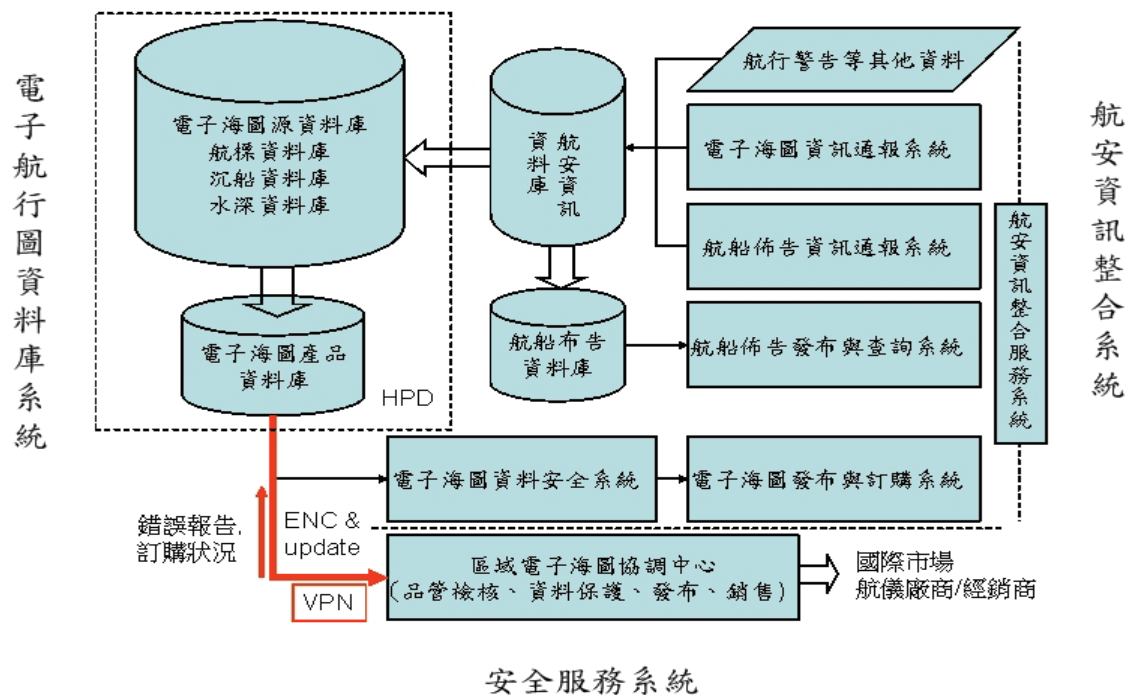 電子航行圖資料庫系統
電子海圖源資料庫
航標資料庫
沉船資料庫
水深資料庫
電子海圖產品
資料庫
HPD
航安資訊
資料庫
航船布告
資料庫
航行警告等其他資料
電子海圖資訊通報系統
航船佈告資訊通報系統
航船佈告發布與查詢系統
航安資訊整合服務系統
航安資訊整合系統
電子海圖資料安全系統
電子海圖發布與訂購系統
錯誤報告,
訂購狀況
ENC &
update
VPN
區域電子海圖協調中心
(品管檢核、資料保護、發布、銷售)
國際市場
航儀廠商/經銷商
安全服務系統